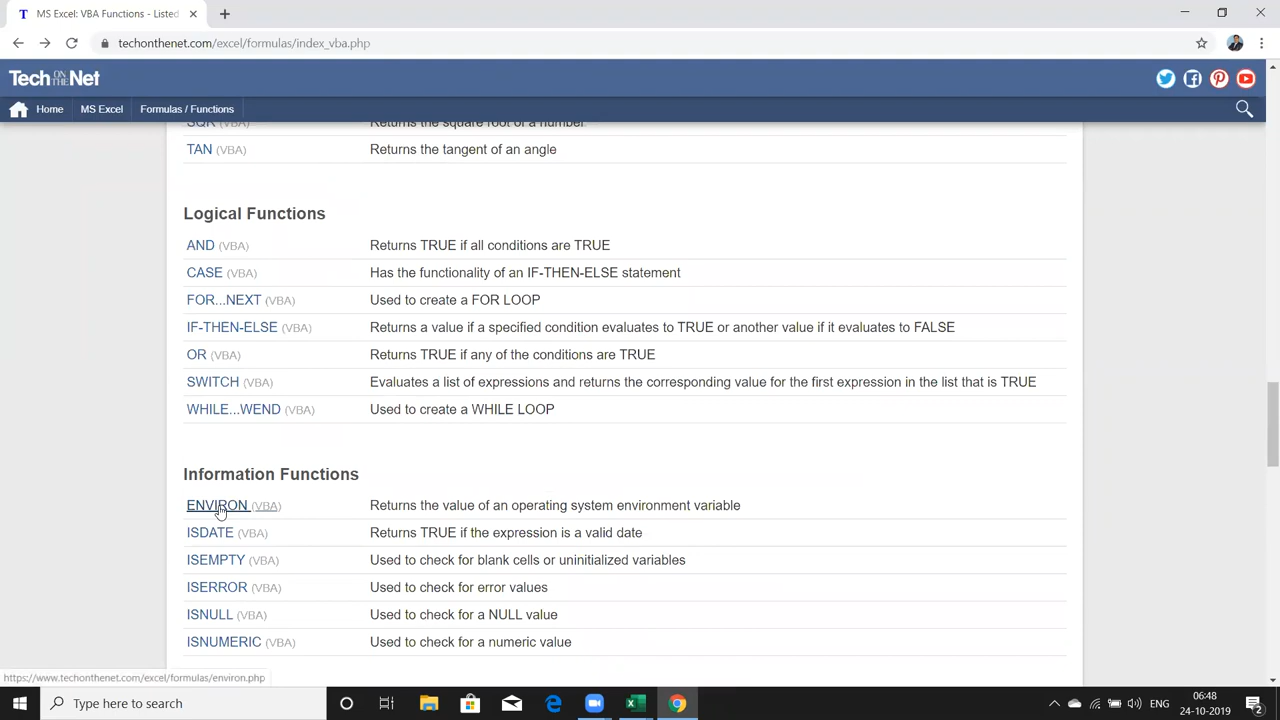 MS Excel: VBA Functions - Listed
techonthenet.com/excel/formulas/index_vba.php
Tech ON THE Net
Home MS Excel Formulas / Functions
SQR (VBA) Returns the square root of a number
TAN (VBA) Returns the tangent of an angle
Logical Functions
AND (VBA) Returns TRUE if all conditions are TRUE
CASE (VBA) Has the functionality of an IF-THEN-ELSE statement
FOR...NEXT (VBA) Used to create a FOR LOOP
IF-THEN-ELSE (VBA) Returns a value if a specified condition evaluates to TRUE or another value if it evaluates to FALSE
OR (VBA) Returns TRUE if any of the conditions are TRUE
SWITCH (VBA) Evaluates a list of expressions and returns the corresponding value for the first expression in the list that is TRUE
WHILE...WEND (VBA) Used to create a WHILE LOOP
Information Functions
ENVIRON (VBA) Returns the value of an operating system environment variable
ISDATE (VBA) Returns TRUE if the expression is a valid date
ISEMPTY (VBA) Used to check for blank cells or uninitialized variables
ISERROR (VBA) Used to check for error values
ISNULL (VBA) Used to check for a NULL value
ISNUMERIC (VBA) Used to check for a numeric value
https://www.techonthenet.com/excel/formulas/environ.php
Type here to search
ENG
06:48
24-10-2019
2